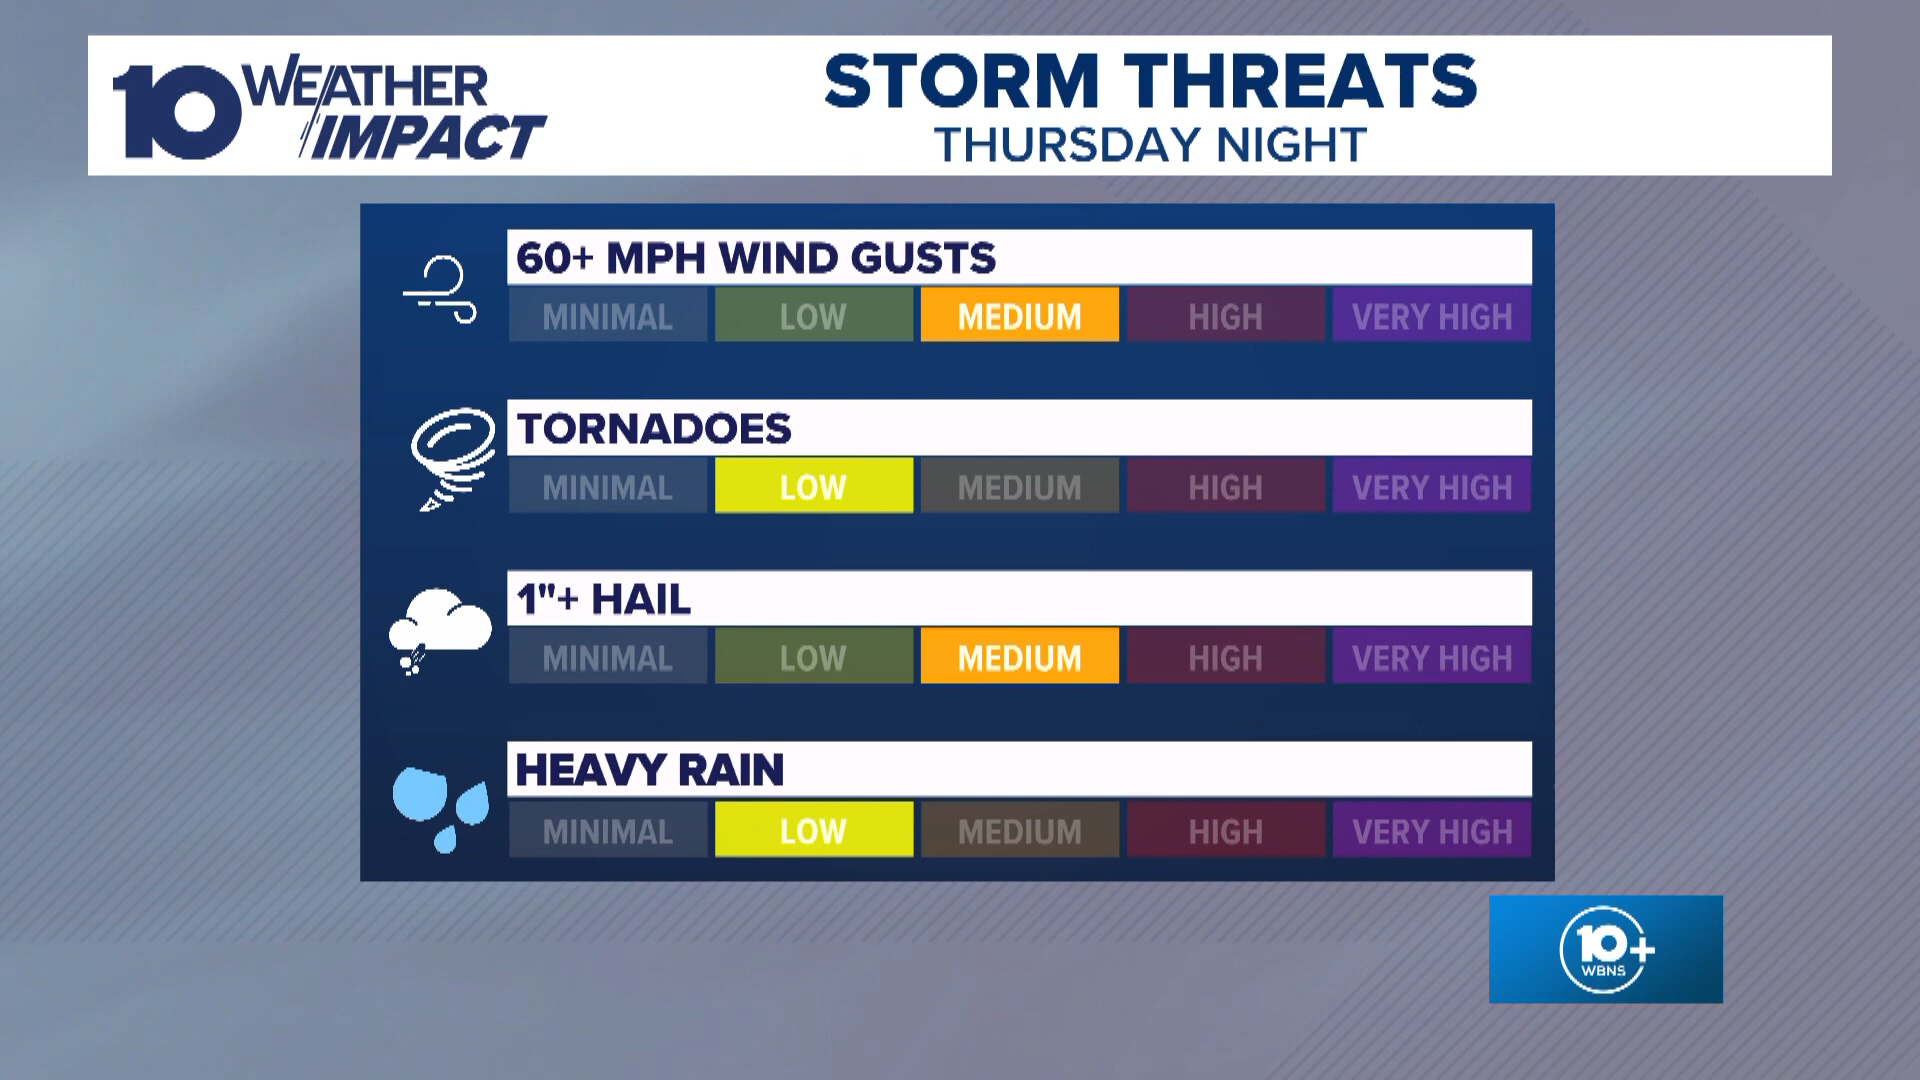 10 WEATHER
IMPACT
STORM THREATS
THURSDAY NIGHT
60+ MPH WIND GUSTS
MINIMAL LOW MEDIUM HIGH VERY HIGH
TORNADOES
MINIMAL LOW MEDIUM HIGH VERY HIGH
1"+ HAIL
MINIMAL LOW MEDIUM HIGH VERY HIGH
HEAVY RAIN
MINIMAL LOW MEDIUM HIGH VERY HIGH
10+
WBNS